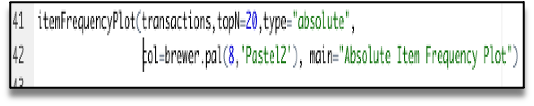 41 itemFrequencyPlot(transactions,topN=20,type="absolute",
42 col=brewer.pal(8,'Pastel2'), main="Absolute Item Frequency Plot")